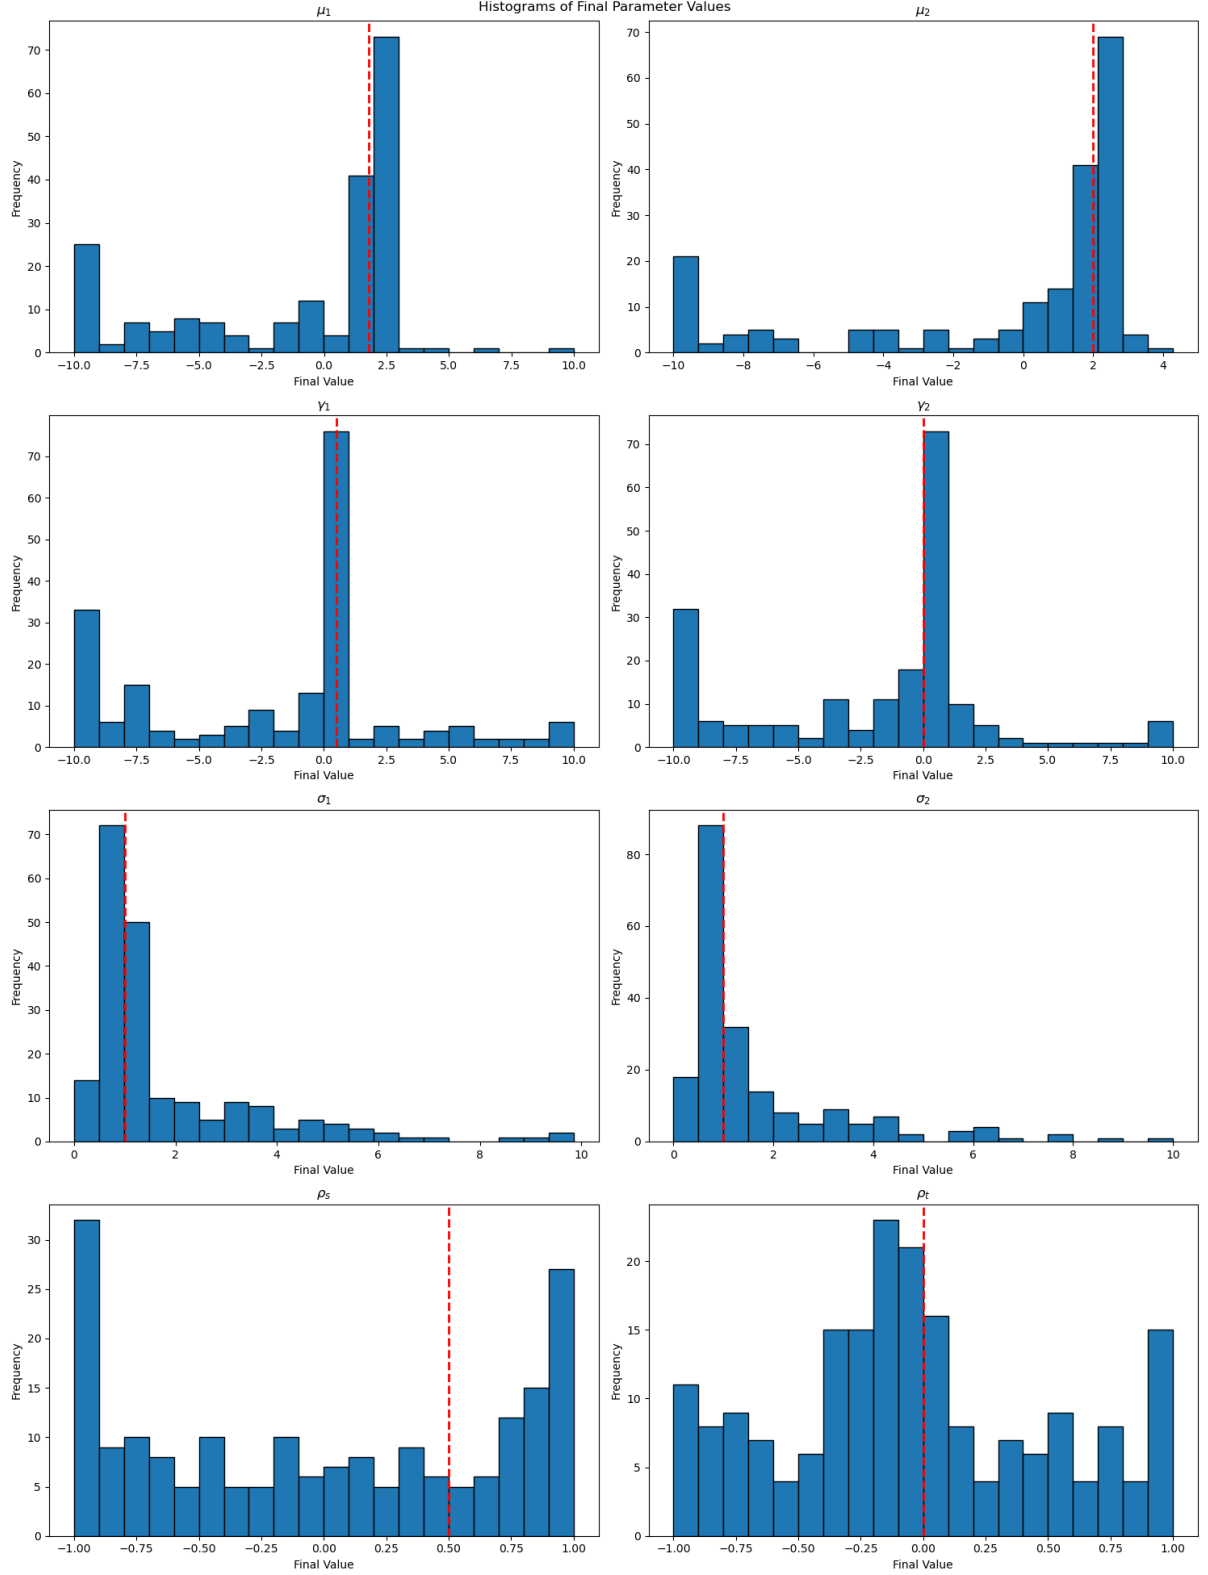 Histograms of Final Parameter Values
μ₁
Frequency
70
60
50
40
30
20
10
0
−10.0 −7.5 −5.0 −2.5 0.0 2.5 5.0 7.5 10.0
Final Value
μ₂
Frequency
70
60
50
40
30
20
10
0
−10 −8 −6 −4 −2 0 2 4
Final Value
γ₁
Frequency
70
60
50
40
30
20
10
0
−10.0 −7.5 −5.0 −2.5 0.0 2.5 5.0 7.5 10.0
Final Value
γ₂
Frequency
70
60
50
40
30
20
10
0
−10.0 −7.5 −5.0 −2.5 0.0 2.5 5.0 7.5 10.0
Final Value
σ₁
Frequency
70
60
50
40
30
20
10
0
0 2 4 6 8 10
Final Value
σ₂
Frequency
80
60
40
20
0
0 2 4 6 8 10
Final Value
ρₛ
Frequency
30
25
20
15
10
5
0
−1.00 −0.75 −0.50 −0.25 0.00 0.25 0.50 0.75 1.00
Final Value
ρₜ
Frequency
20
15
10
5
0
−1.00 −0.75 −0.50 −0.25 0.00 0.25 0.50 0.75 1.00
Final Value